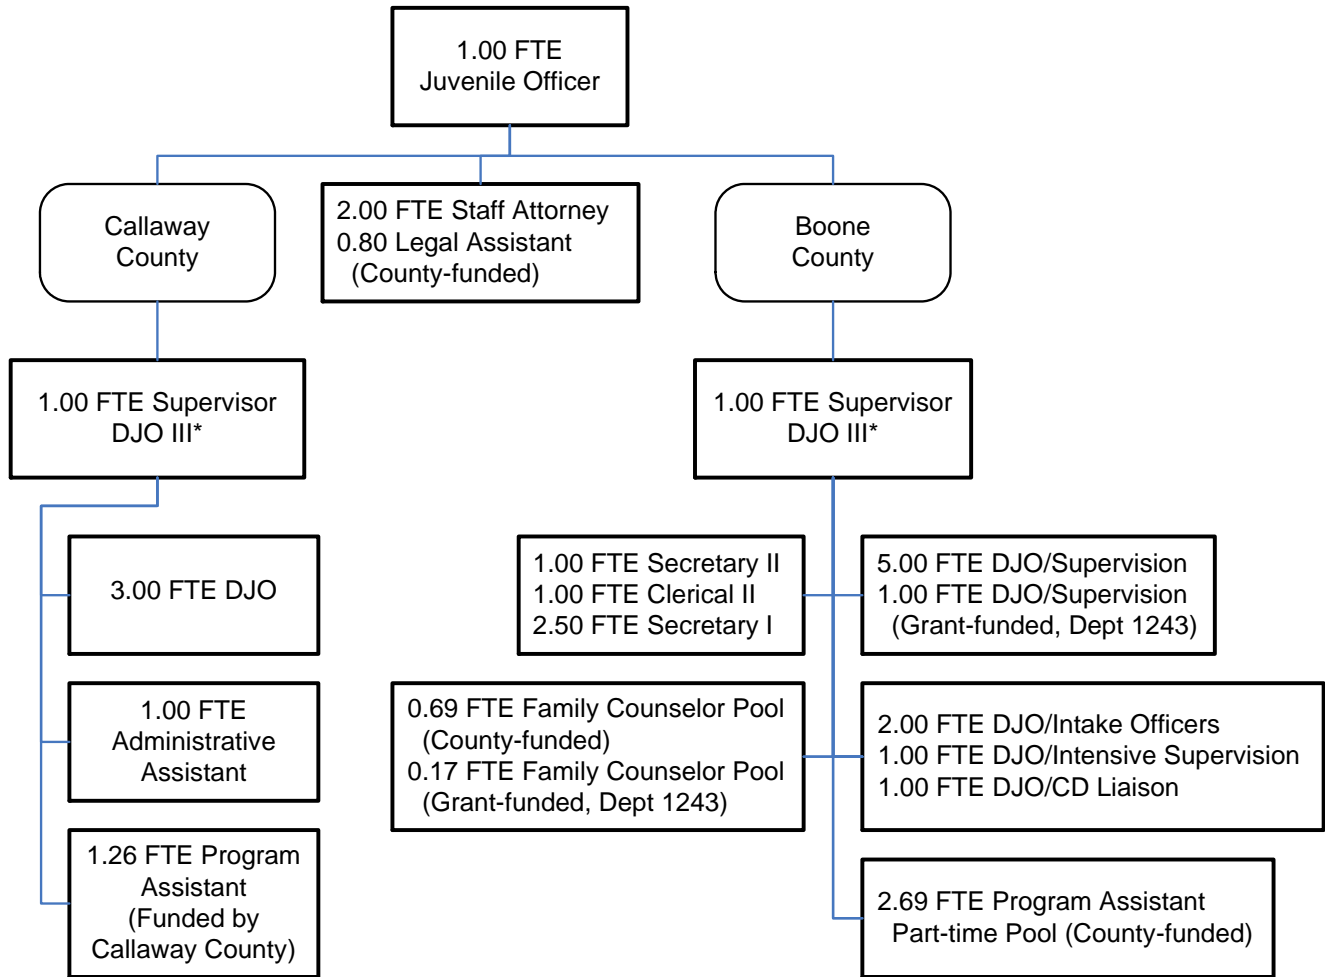 1.00 FTE
Juvenile Officer
Callaway
County
2.00 FTE Staff Attorney
0.80 Legal Assistant
(County-funded)
Boone
County
1.00 FTE Supervisor
DJO III*
1.00 FTE Supervisor
DJO III*
3.00 FTE DJO
1.00 FTE
Administrative
Assistant
1.26 FTE Program
Assistant
(Funded by
Callaway County)
1.00 FTE Secretary II
1.00 FTE Clerical II
2.50 FTE Secretary I
5.00 FTE DJO/Supervision
1.00 FTE DJO/Supervision
(Grant-funded, Dept 1243)
0.69 FTE Family Counselor Pool
(County-funded)
0.17 FTE Family Counselor Pool
(Grant-funded, Dept 1243)
2.00 FTE DJO/Intake Officers
1.00 FTE DJO/Intensive Supervision
1.00 FTE DJO/CD Liaison
2.69 FTE Program Assistant
Part-time Pool (County-funded)